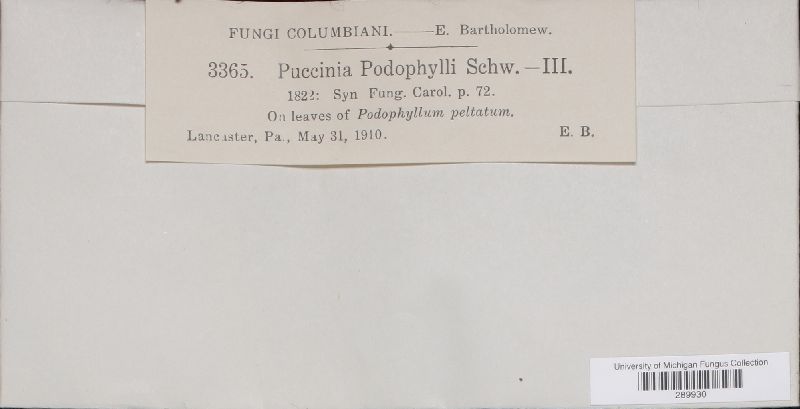 FUNGI COLUMBIANI.——E. Bartholomew.
3365. Puccinia Podophylli Schw.—III.
1822: Syn Fung. Carol. p. 72.
On leaves of Podophyllum peltatum.
Lancaster, Pa., May 31, 1910. E. B.
University of Michigan Fungus Collection
289930